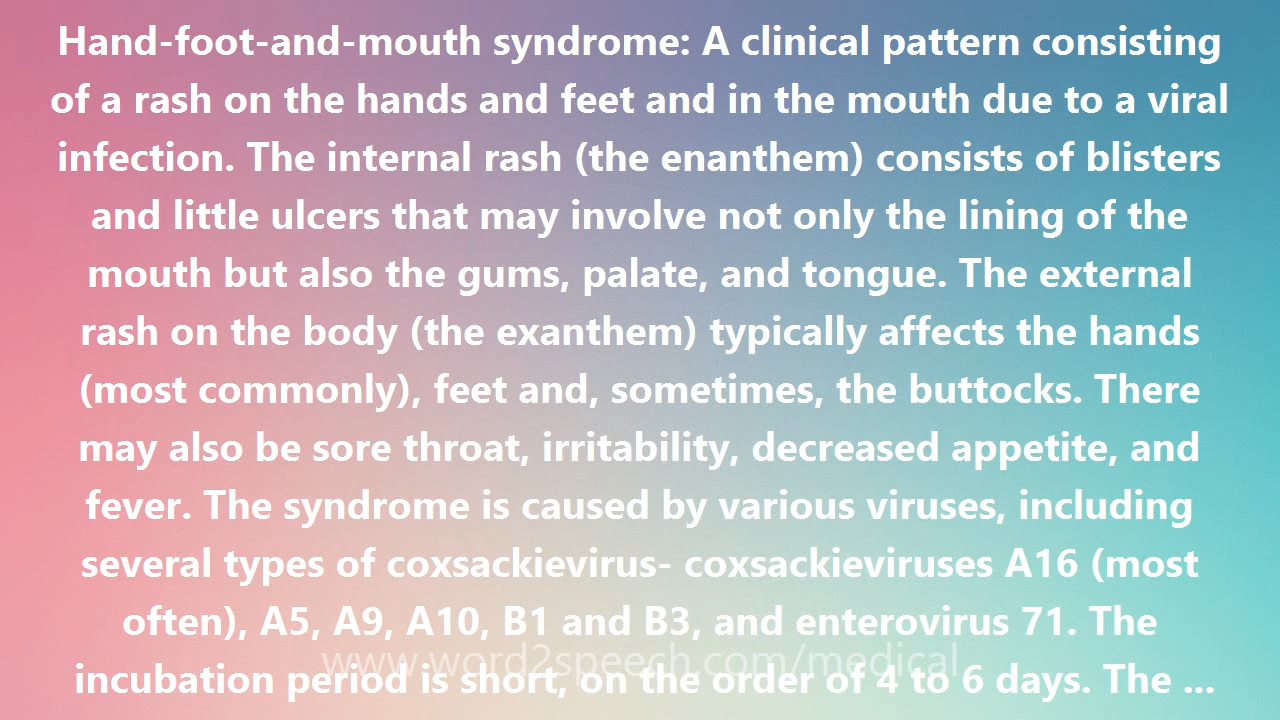 Hand-foot-and-mouth syndrome: A clinical pattern consisting
of a rash on the hands and feet and in the mouth due to a viral
infection. The internal rash (the enanthem) consists of blisters
and little ulcers that may involve not only the lining of the
mouth but also the gums, palate, and tongue. The external
rash on the body (the exanthem) typically affects the hands
(most commonly), feet and, sometimes, the buttocks. There
may also be sore throat, irritability, decreased appetite, and
fever. The syndrome is caused by various viruses, including
several types of coxsackievirus- coxsackieviruses A16 (most
often), A5, A9, A10, B1 and B3, and enterovirus 71. The
www.word2speech.com/medical
incubation period is short, on the order of 4 to 6 days. The ...